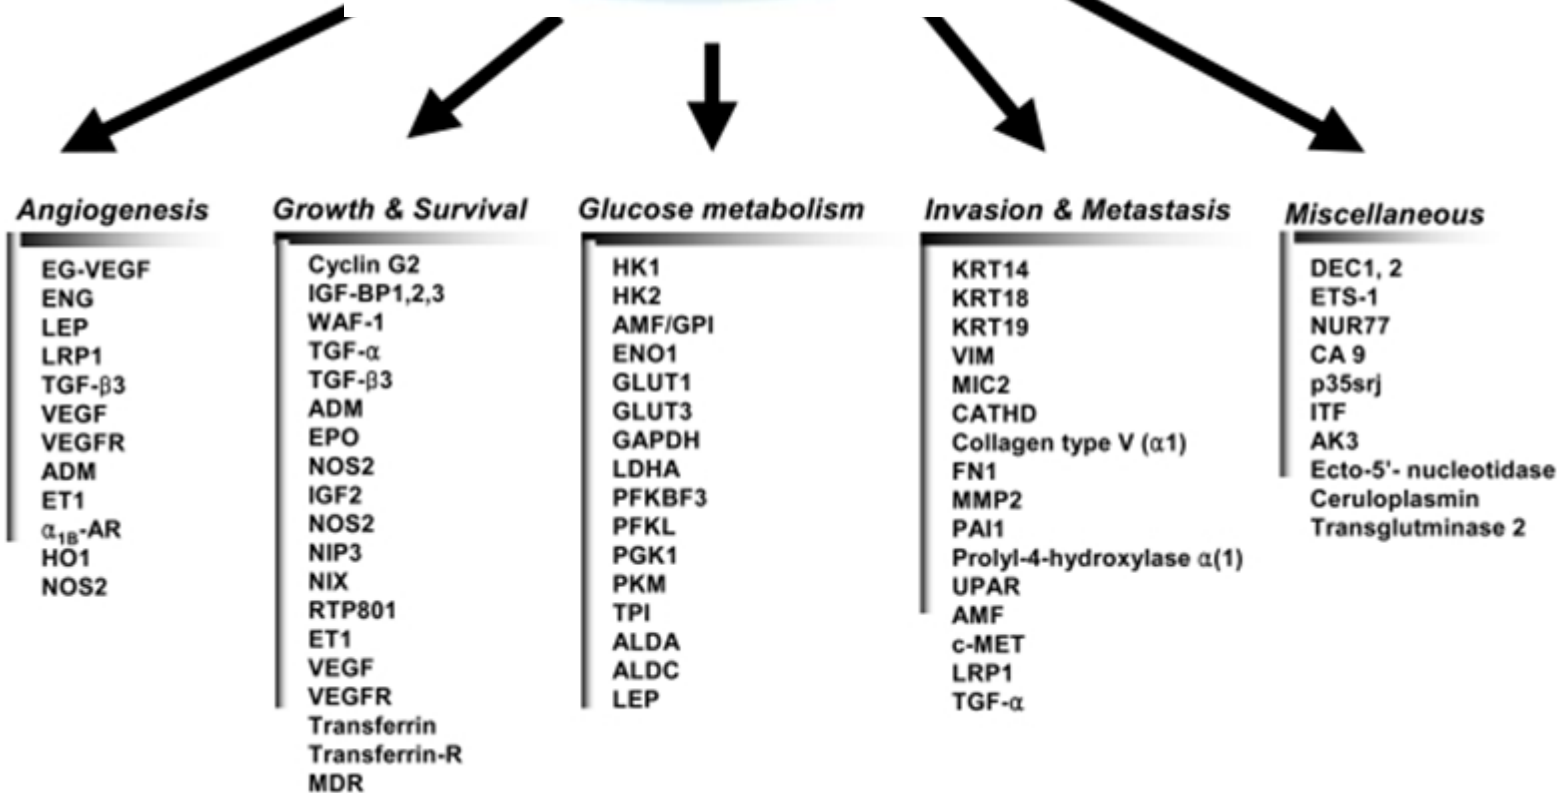 Angiogenesis
EG-VEGF
ENG
LEP
LRP1
TGF-β3
VEGF
VEGFR
ADM
ET1
α1B-AR
HO1
NOS2
Growth & Survival
Cyclin G2
IGF-BP1,2,3
WAF-1
TGF-α
TGF-β3
ADM
EPO
NOS2
IGF2
NOS2
NIP3
NIX
RTP801
ET1
VEGF
VEGFR
Transferrin
Transferrin-R
MDR
Glucose metabolism
HK1
HK2
AMF/GPI
ENO1
GLUT1
GLUT3
GAPDH
LDHA
PFKBF3
PFKL
PGK1
PKM
TPI
ALDA
ALDC
LEP
Invasion & Metastasis
KRT14
KRT18
KRT19
VIM
MIC2
CATHD
Collagen type V (α1)
FN1
MMP2
PAI1
Prolyl-4-hydroxylase α(1)
UPAR
AMF
c-MET
LRP1
TGF-α
Miscellaneous
DEC1, 2
ETS-1
NUR77
CA 9
p35srj
ITF
AK3
Ecto-5'- nucleotidase
Ceruloplasmin
Transglutminase 2